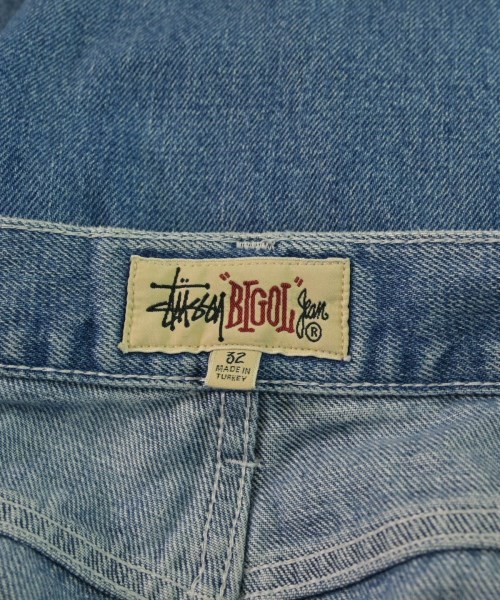 Stüssy "BIGOL" Jean ®
32
MADE IN
TURKEY